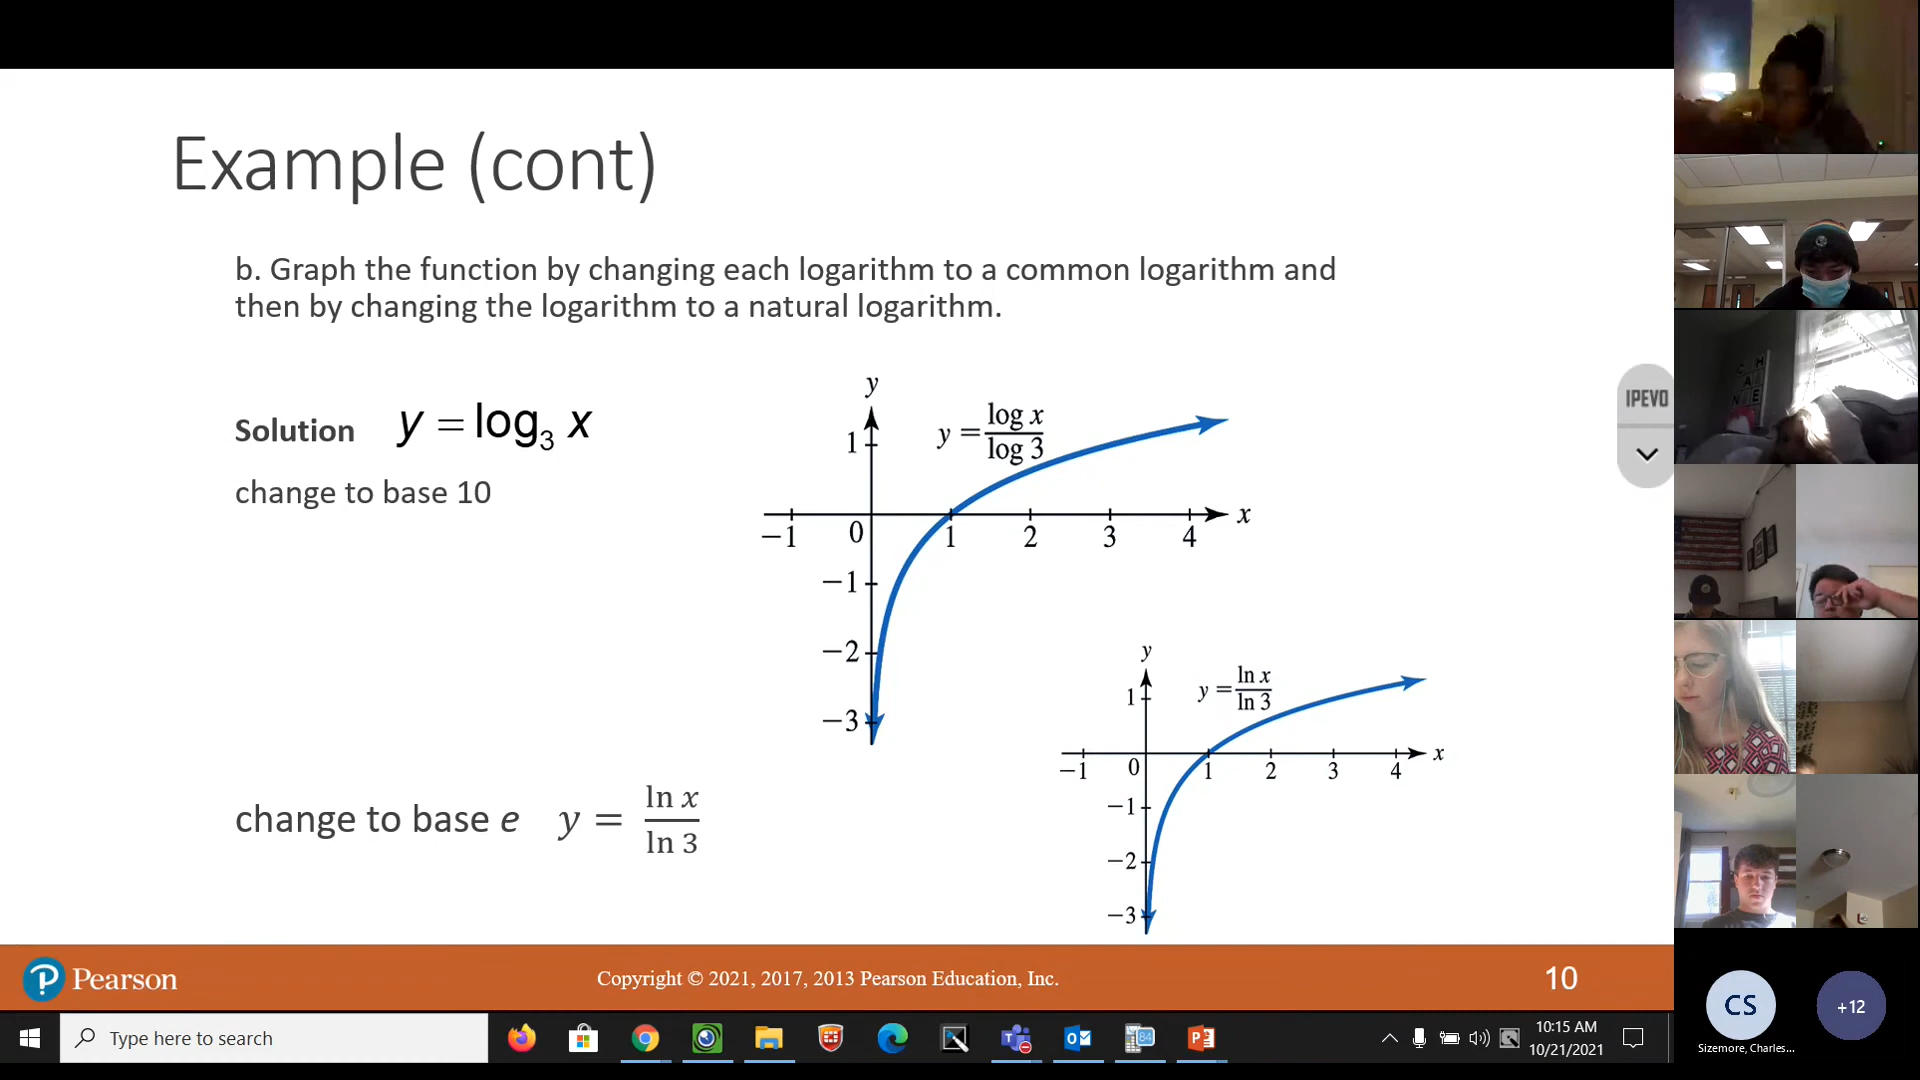 Example (cont)
b. Graph the function by changing each logarithm to a common logarithm and
then by changing the logarithm to a natural logarithm.
Solution y = log₃ x
change to base 10
y
1
y = log x / log 3
−1 0 1 2 3 4 x
−1
−2
−3
y
1
y = ln x / ln 3
−1 0 1 2 3 4 x
−1
−2
−3
change to base e y = ln x / ln 3
IPEVO
Pearson
Copyright © 2021, 2017, 2013 Pearson Education, Inc.
10
CS
+12
Sizemore, Charles...
Type here to search
84
10:15 AM
10/21/2021